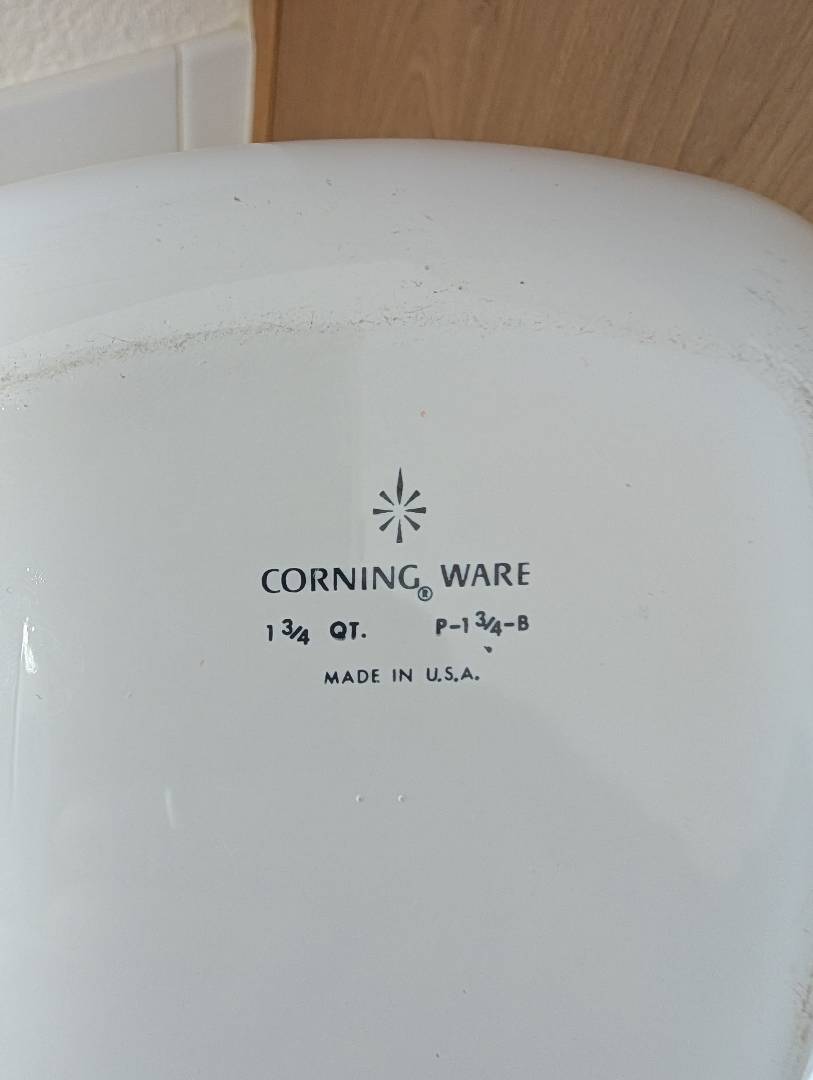 CORNING® WARE
1 3/4 QT. P-1 3/4-B
MADE IN U.S.A.